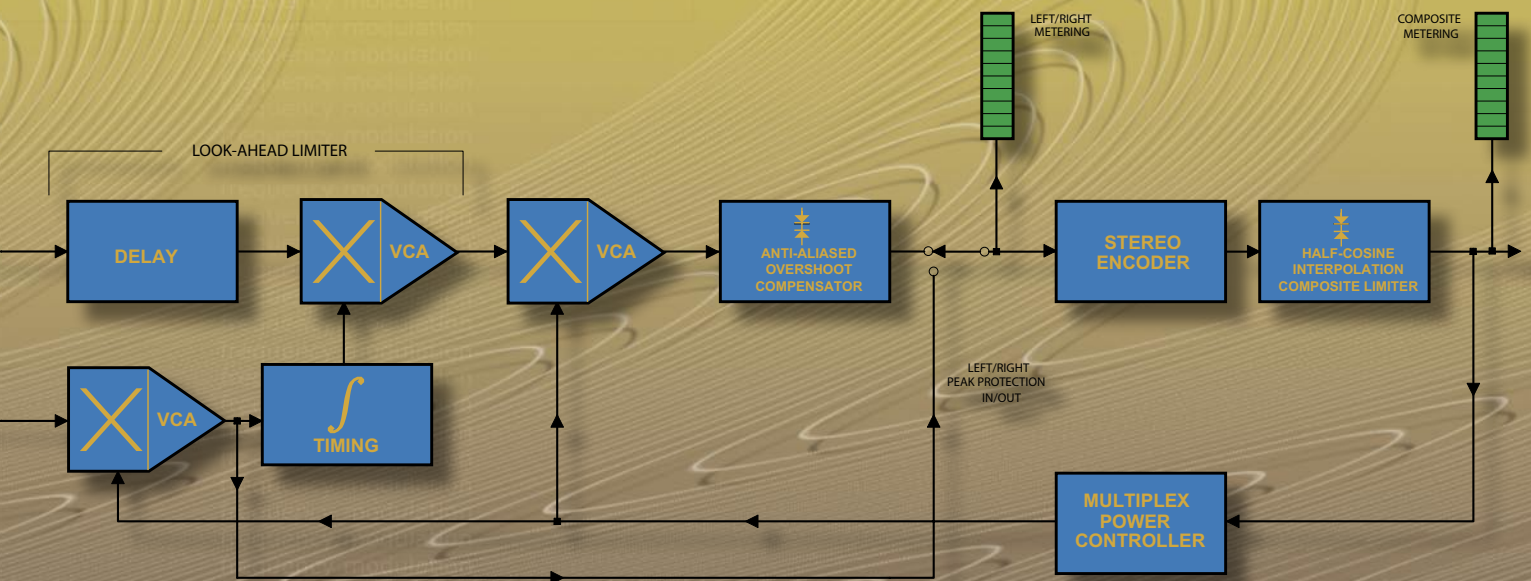 LEFT/RIGHT
METERING
COMPOSITE
METERING
LOOK-AHEAD LIMITER
DELAY
VCA
VCA
ANTI-ALIASED
OVERSHOOT
COMPENSATOR
STEREO
ENCODER
HALF-COSINE
INTERPOLATION
COMPOSITE LIMITER
VCA
∫
TIMING
LEFT/RIGHT
PEAK PROTECTION
IN/OUT
MULTIPLEX
POWER
CONTROLLER